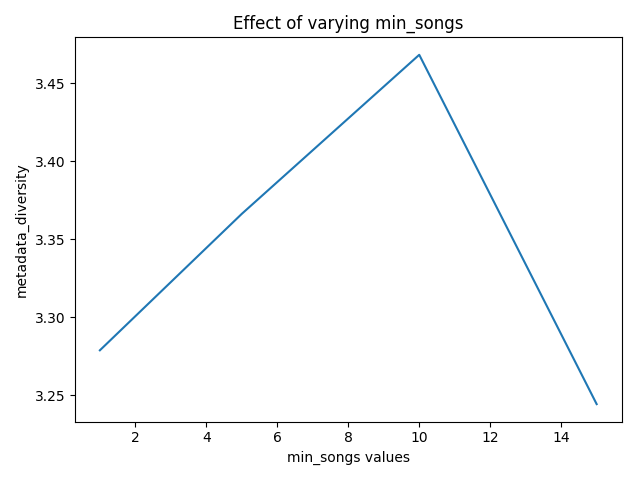 Effect of varying min_songs
3.45
3.40
3.35
3.30
3.25
metadata_diversity
2 4 6 8 10 12 14
min_songs values